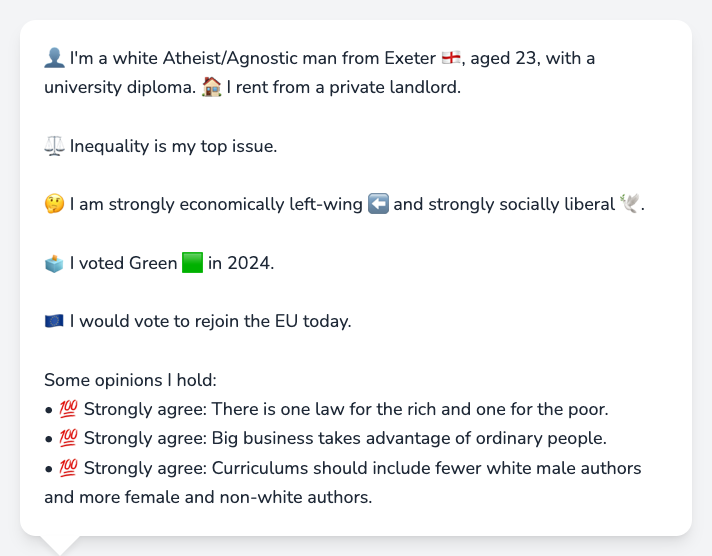 👤 I'm a white Atheist/Agnostic man from Exeter 🏴󠁧󠁢󠁥󠁮󠁧󠁿, aged 23, with a
university diploma. 🏠 I rent from a private landlord.
⚖️ Inequality is my top issue.
🤔 I am strongly economically left-wing ⬅️ and strongly socially liberal 🕊️.
🗳️ I voted Green 🟩 in 2024.
🇪🇺 I would vote to rejoin the EU today.
Some opinions I hold:
• 💯 Strongly agree: There is one law for the rich and one for the poor.
• 💯 Strongly agree: Big business takes advantage of ordinary people.
• 💯 Strongly agree: Curriculums should include fewer white male authors
and more female and non-white authors.